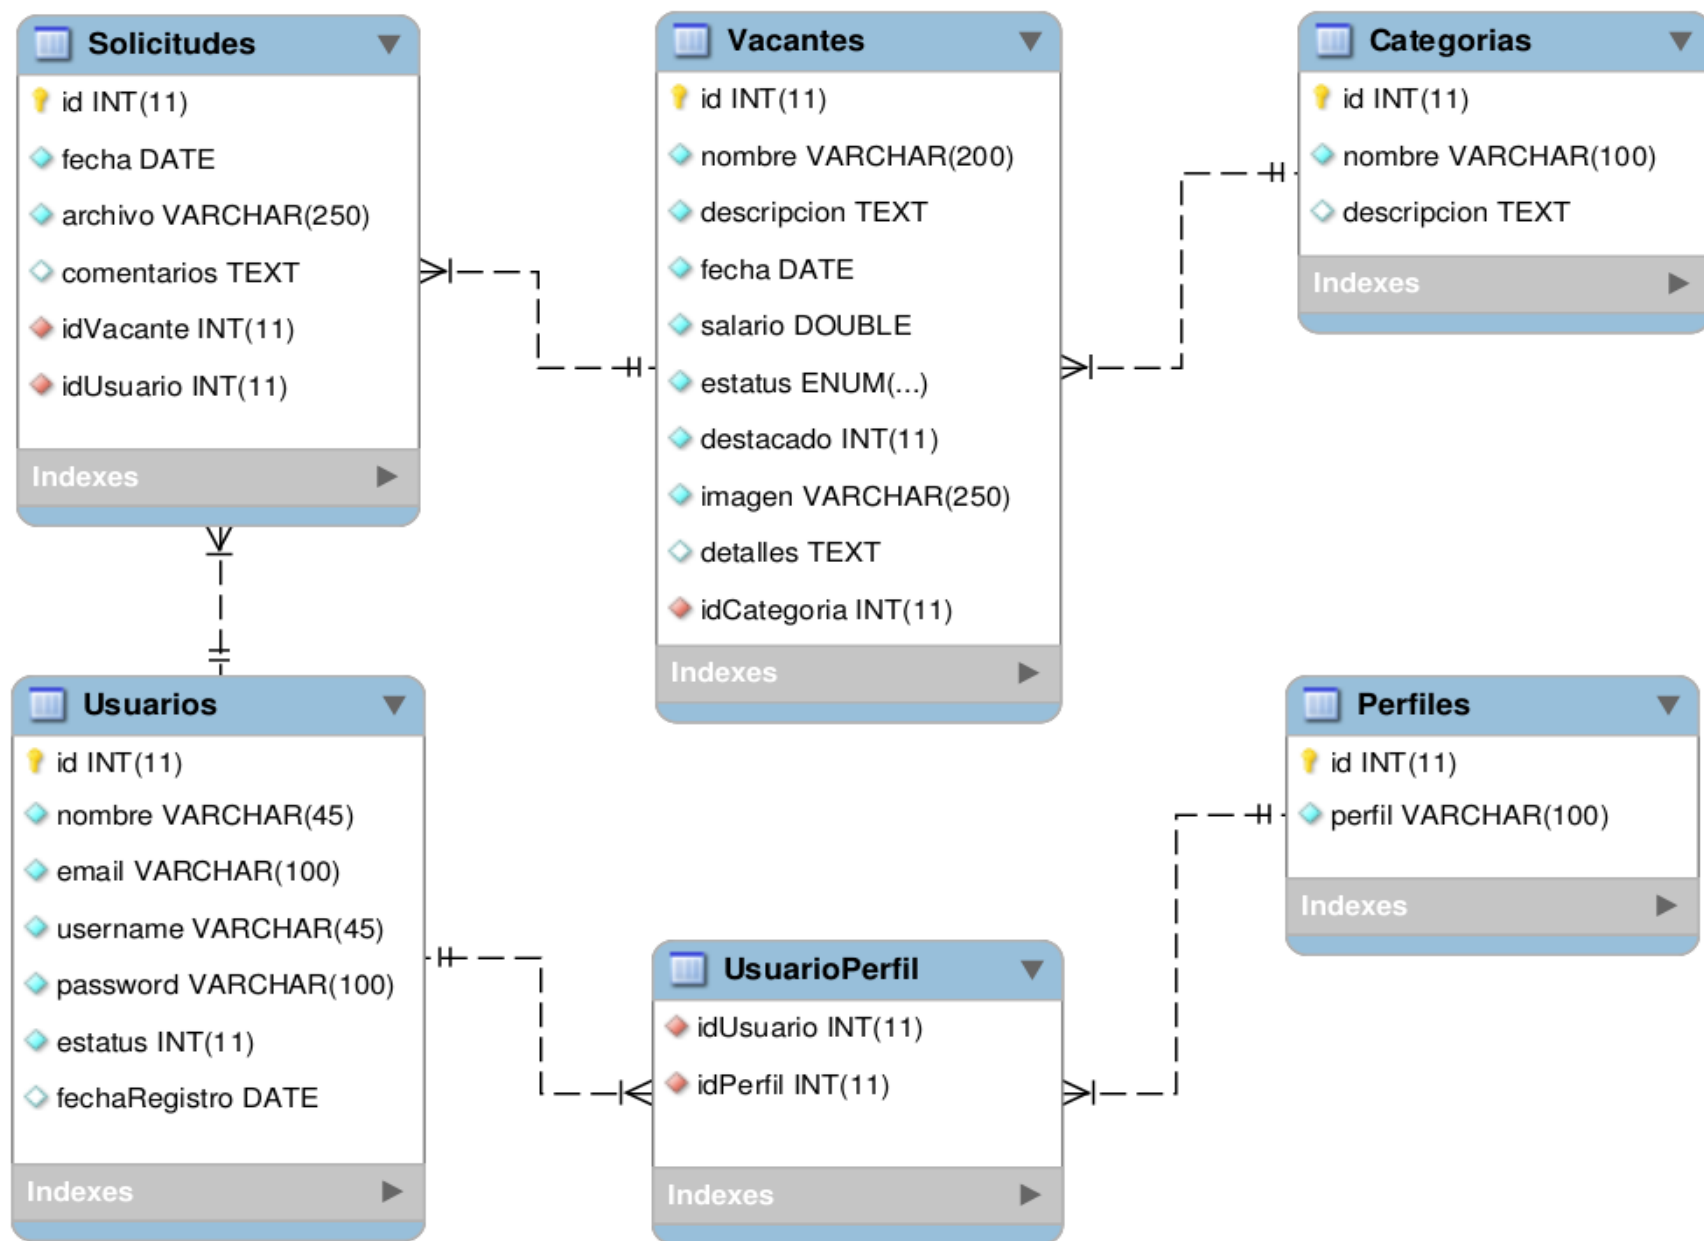 Solicitudes
id INT(11)
fecha DATE
archivo VARCHAR(250)
comentarios TEXT
idVacante INT(11)
idUsuario INT(11)
Indexes
Vacantes
id INT(11)
nombre VARCHAR(200)
descripcion TEXT
fecha DATE
salario DOUBLE
estatus ENUM(...)
destacado INT(11)
imagen VARCHAR(250)
detalles TEXT
idCategoria INT(11)
Indexes
Categorias
id INT(11)
nombre VARCHAR(100)
descripcion TEXT
Indexes
Usuarios
id INT(11)
nombre VARCHAR(45)
email VARCHAR(100)
username VARCHAR(45)
password VARCHAR(100)
estatus INT(11)
fechaRegistro DATE
Indexes
UsuarioPerfil
idUsuario INT(11)
idPerfil INT(11)
Indexes
Perfiles
id INT(11)
perfil VARCHAR(100)
Indexes